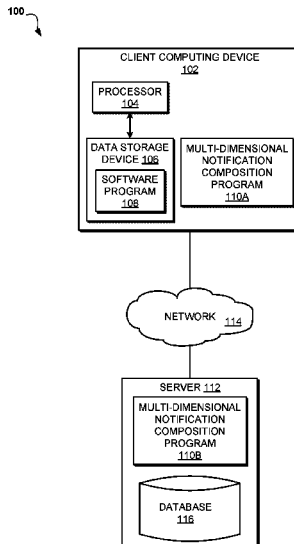 100
CLIENT COMPUTING DEVICE
102
PROCESSOR
104
DATA STORAGE
DEVICE 106
SOFTWARE
PROGRAM
108
MULTI-DIMENSIONAL
NOTIFICATION
COMPOSITION
PROGRAM
110A
NETWORK
114
SERVER 112
MULTI-DIMENSIONAL
NOTIFICATION
COMPOSITION
PROGRAM
110B
DATABASE
116